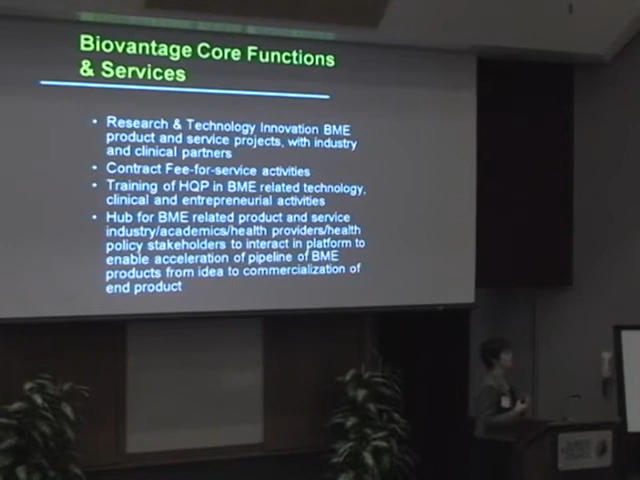 Biovantage Core Functions
& Services
• Research & Technology Innovation BME
product and service projects, with industry
and clinical partners
• Contract Fee-for-service activities
• Training of HQP in BME related technology,
clinical and entrepreneurial activities
• Hub for BME related product and service
industry/academics/health providers/health
policy stakeholders to interact in platform to
enable acceleration of pipeline of BME
products from idea to commercialization of
end product